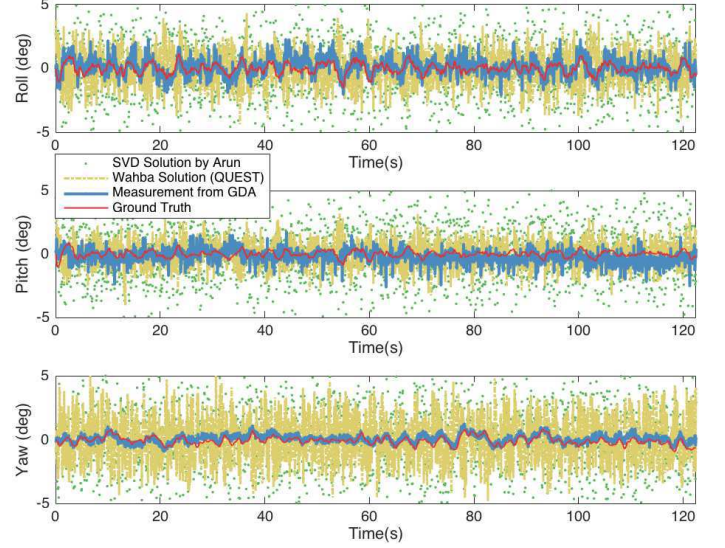 5
0
-5
Roll (deg)
0 20 40 60 80 100 120
Time(s)
SVD Solution by Arun
Wahba Solution (QUEST)
Measurement from GDA
Ground Truth
5
0
-5
Pitch (deg)
0 20 40 60 80 100 120
Time(s)
5
0
-5
Yaw (deg)
0 20 40 60 80 100 120
Time(s)